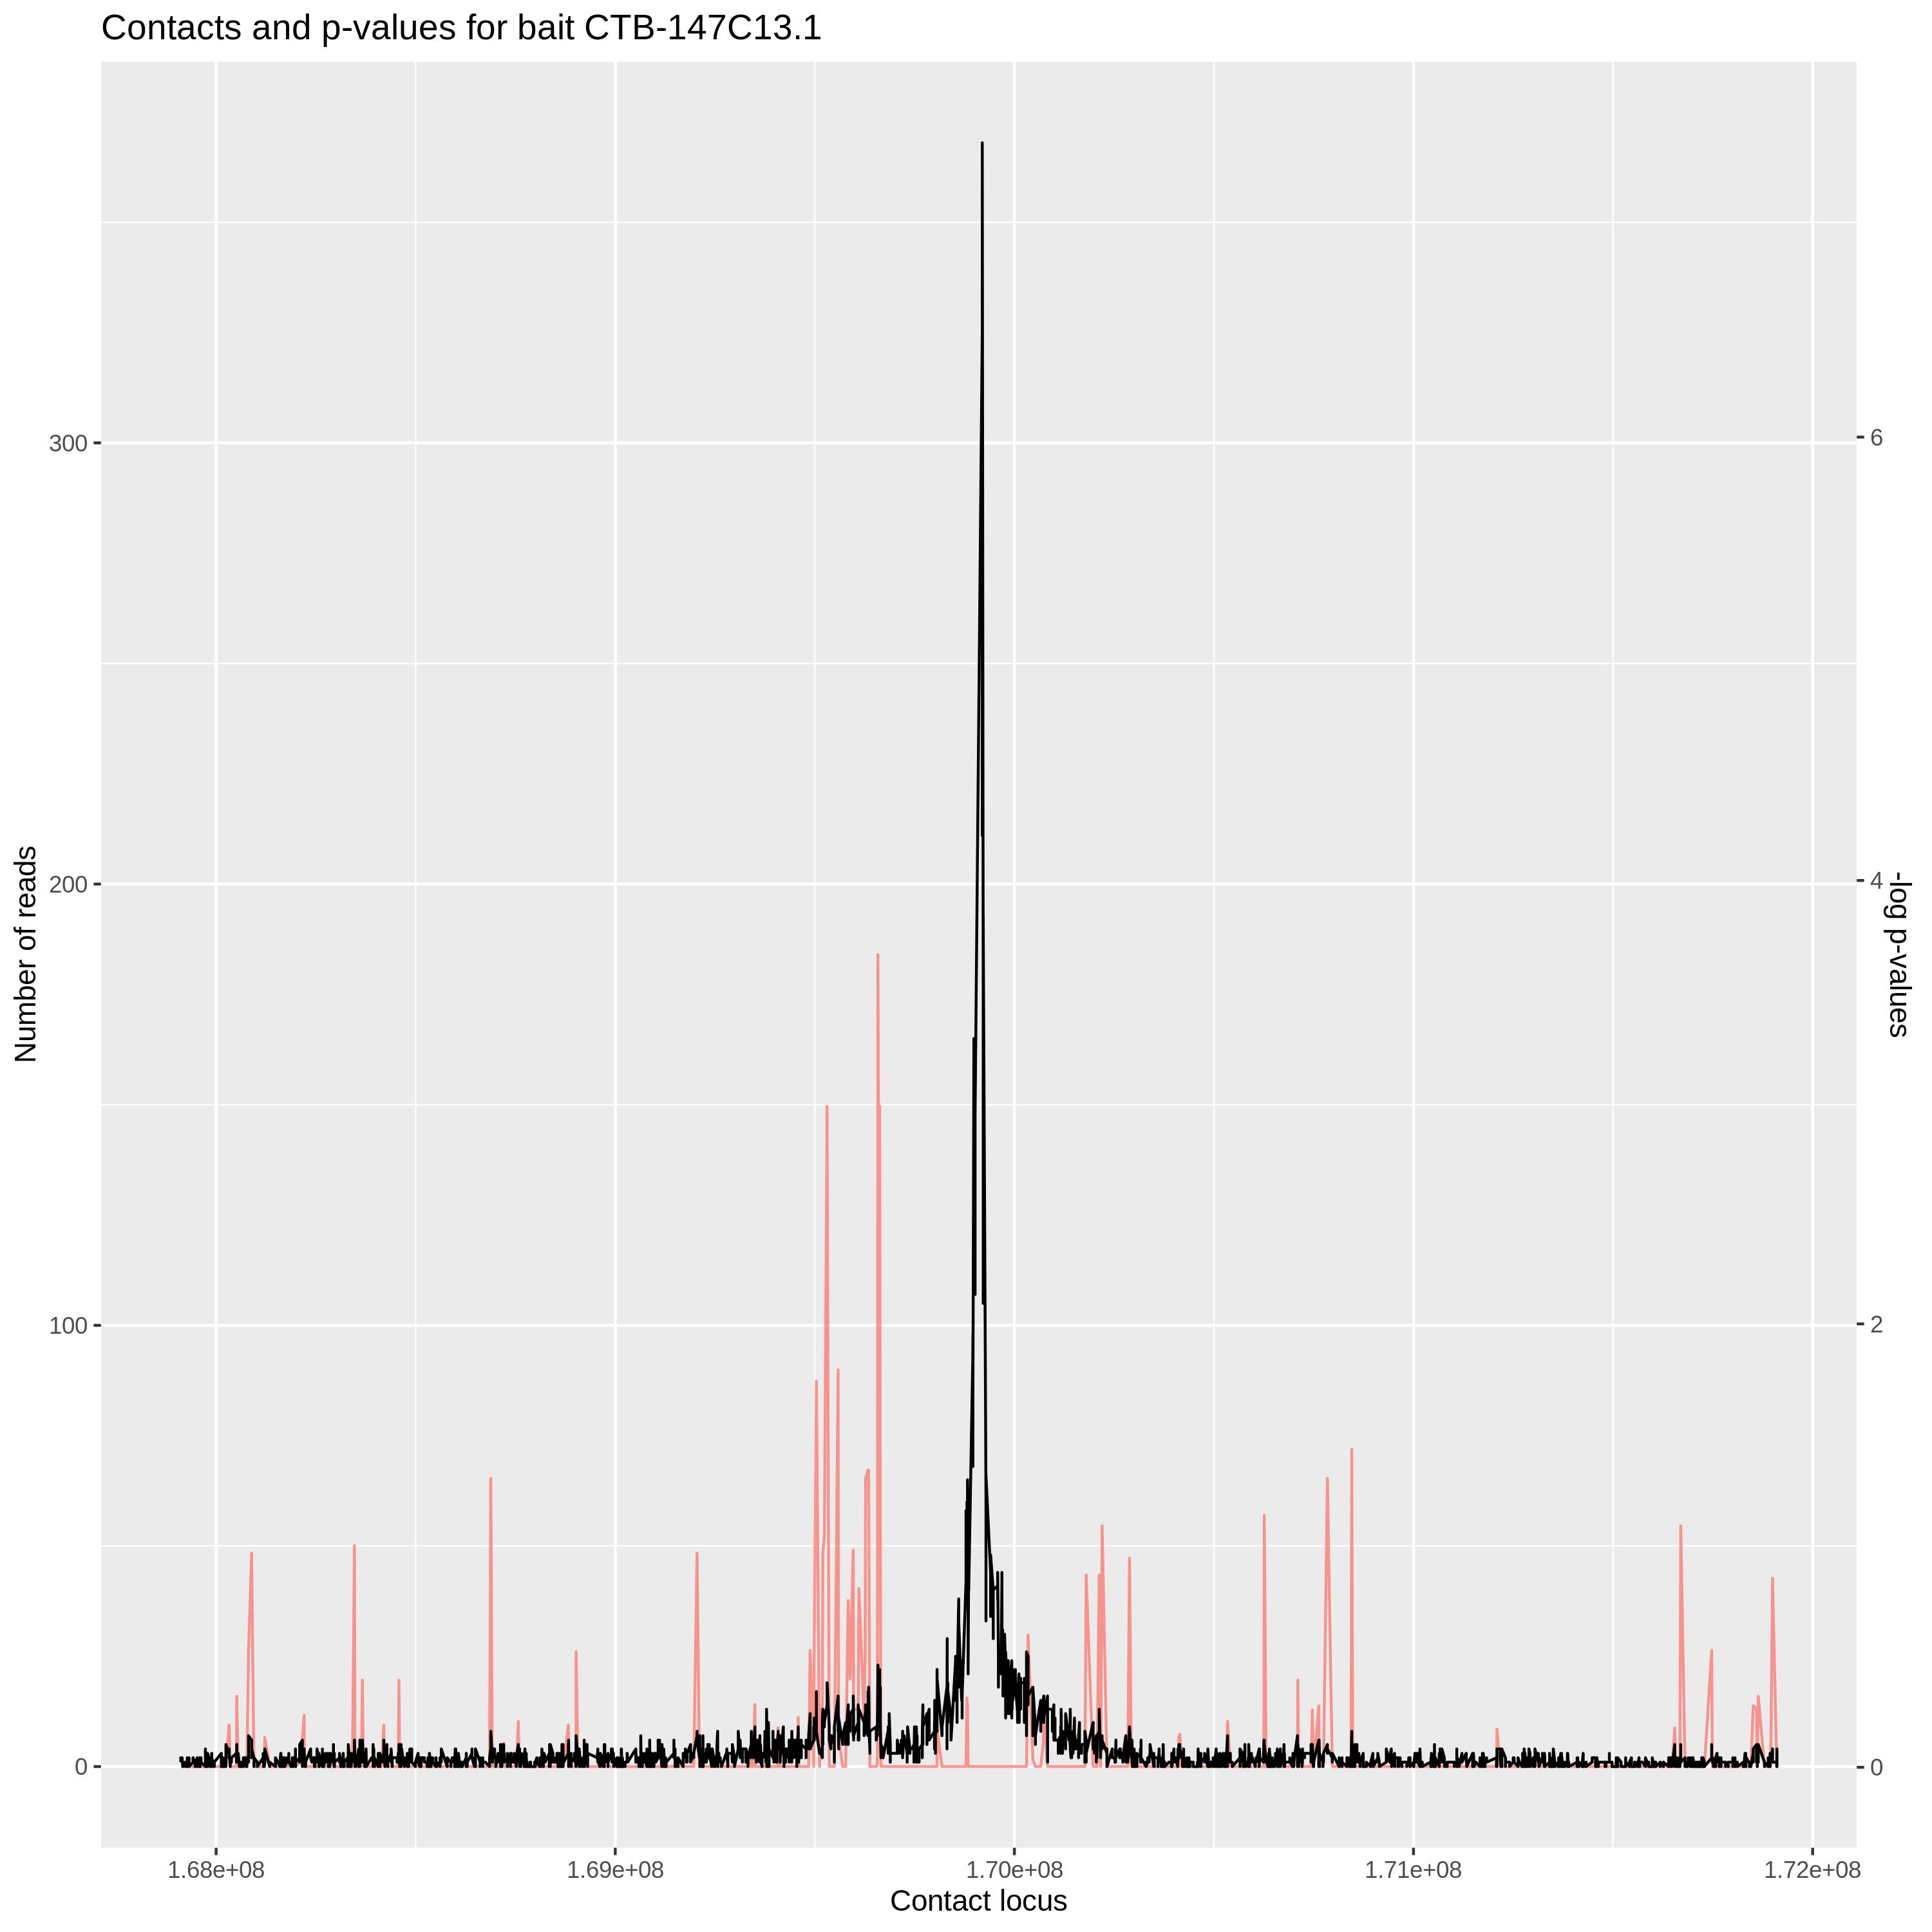 Contacts and p-values for bait CTB-147C13.1
Number of reads
300
200
100
0
6
4
2
0
-log p-values
1.68e+08
1.69e+08
1.70e+08
1.71e+08
1.72e+08
Contact locus